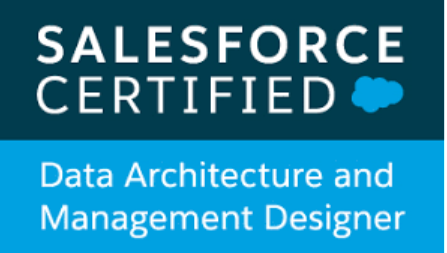 SALESFORCE
CERTIFIED
Data Architecture and
Management Designer